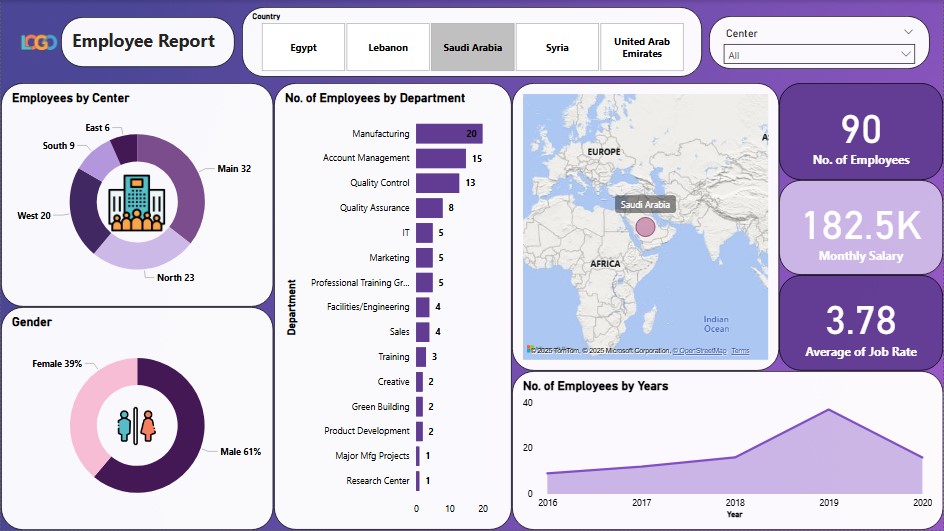 LOGO
Employee Report
Country
Egypt
Lebanon
Saudi Arabia
Syria
United Arab
Emirates
Center
All
Employees by Center
East 6
South 9
Main 32
West 20
North 23
Gender
Female 39%
Male 61%
No. of Employees by Department
Department
Manufacturing 20
Account Management 15
Quality Control 13
Quality Assurance 8
IT 5
Marketing 5
Professional Training Gr... 5
Facilities/Engineering 4
Sales 4
Training 3
Creative 2
Green Building 2
Product Development 2
Major Mfg Projects 1
Research Center 1
0 10 20
EUROPE
A
Saudi Arabia
AFRICA
Indian
Ocean
© 2025 TomTom, © 2025 Microsoft Corporation, © OpenStreetMap Terms
90
No. of Employees
182.5K
Monthly Salary
3.78
Average of Job Rate
No. of Employees by Years
40
20
0
2016 2017 2018 2019 2020
Year